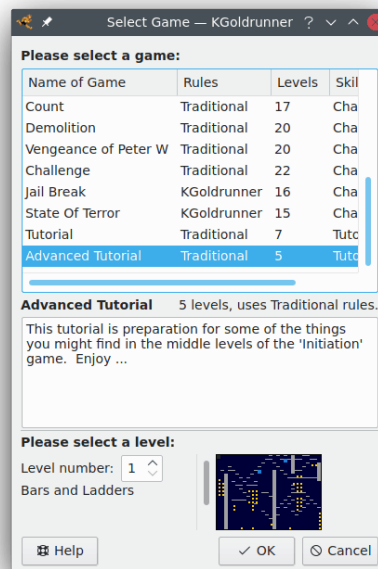 Select Game — KGoldrunner
Please select a game:
Name of Game Rules Levels Skil
Count Traditional 17 Cha
Demolition Traditional 20 Cha
Vengeance of Peter W Traditional 20 Cha
Challenge Traditional 22 Cha
Jail Break KGoldrunner 16 Cha
State Of Terror KGoldrunner 15 Cha
Tutorial Traditional 7 Tuto
Advanced Tutorial Traditional 5 Tuto
Advanced Tutorial 5 levels, uses Traditional rules.
This tutorial is preparation for some of the things
you might find in the middle levels of the 'Initiation'
game. Enjoy ...
Please select a level:
Level number: 1
Bars and Ladders
Help OK Cancel